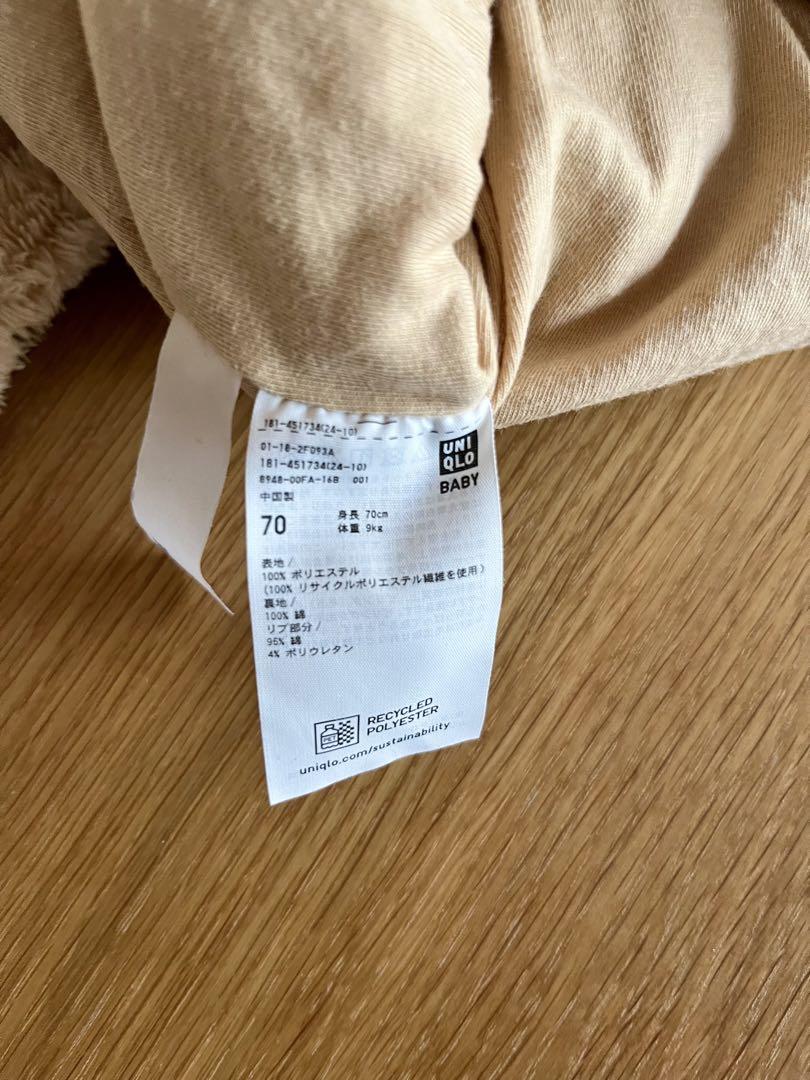 181-451734(24-10)
01-18-2F093A
181-451734(24-10)
8948-00FA-16B 001
中国製
UNI
QLO
BABY
70
身長 70cm
体重 9kg
表地/
100% ポリエステル
(100% リサイクルポリエステル繊維を使用)
裏地/
100% 綿
リブ部分/
96% 綿
4% ポリウレタン
PET
RECYCLED
POLYESTER
uniqlo.com/sustainability